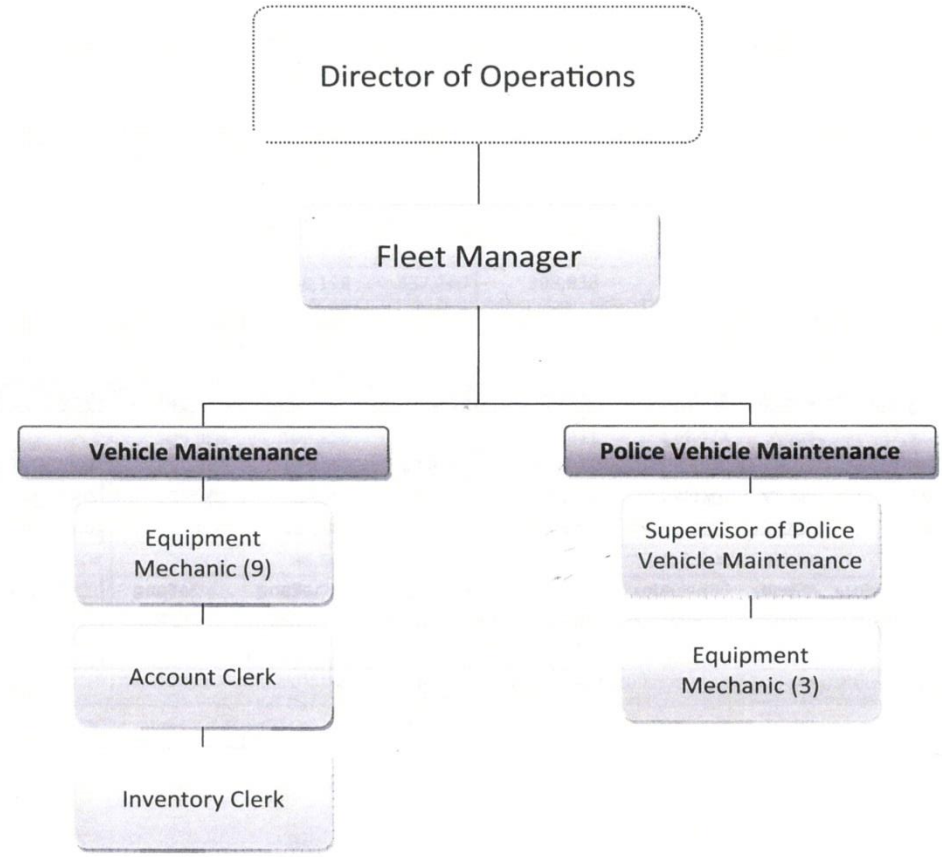 Director of Operations
Fleet Manager
Vehicle Maintenance
Equipment
Mechanic (9)
Account Clerk
Inventory Clerk
Police Vehicle Maintenance
Supervisor of Police
Vehicle Maintenance
Equipment
Mechanic (3)